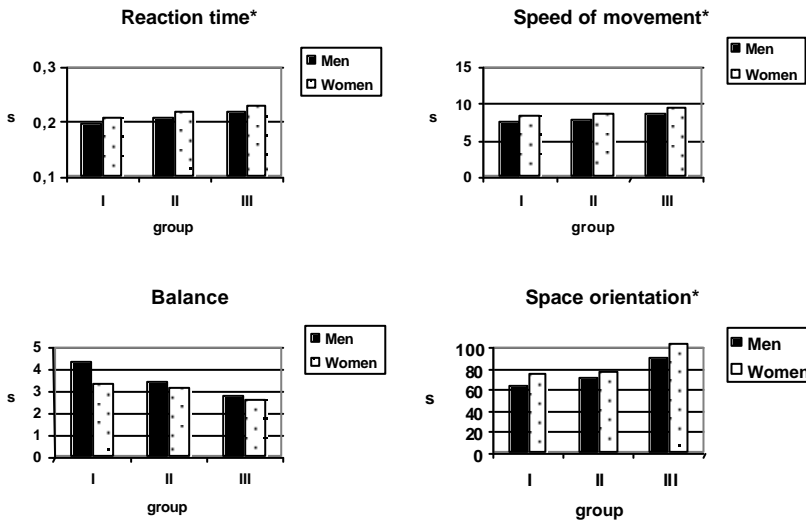 Reaction time*
0,3
0,2
0,1
s
I II III
group
Men
Women
Speed of movement*
15
10
5
0
s
I II III
group
Men
Women
Balance
5
4
3
2
1
0
s
I II III
group
Men
Women
Space orientation*
100
80
60
40
20
0
s
I II III
group
Men
Women